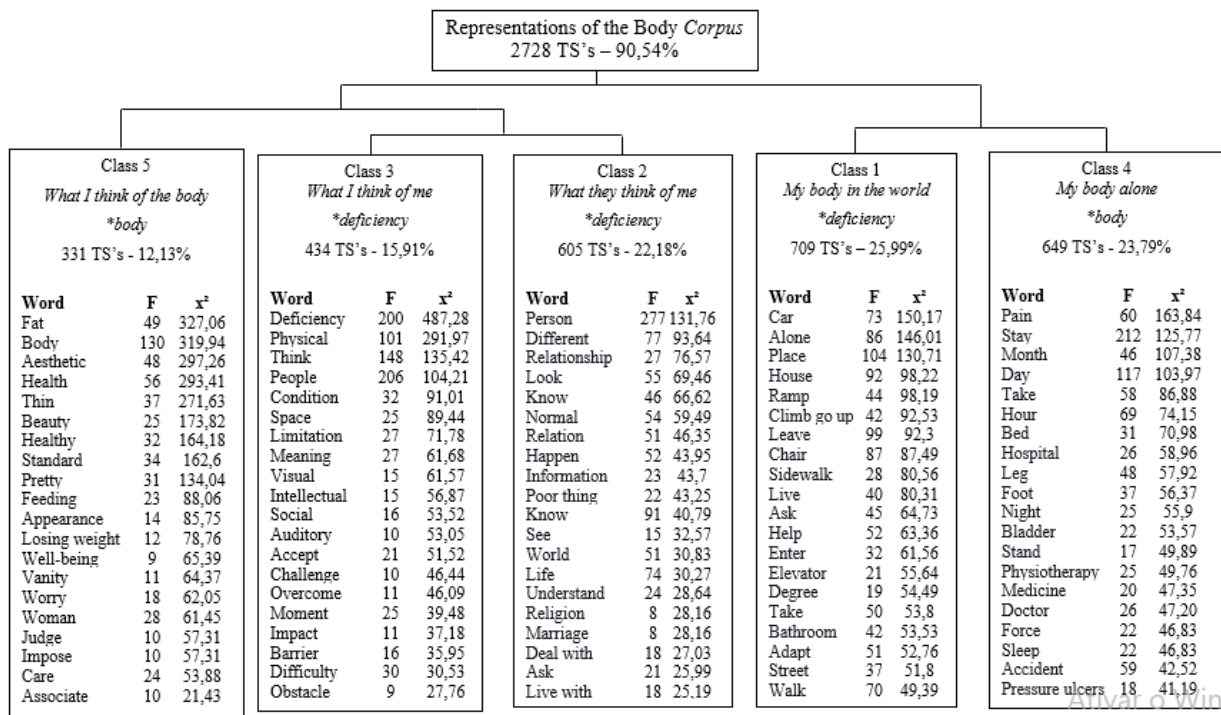 Representations of the Body Corpus
2728 TS's – 90,54%
Class 5
What I think of the body
*body
331 TS's - 12,13%
Word F x²
Fat 49 327,06
Body 130 319,94
Aesthetic 48 297,26
Health 56 293,41
Thin 37 271,63
Beauty 25 173,82
Healthy 32 164,18
Standard 34 162,6
Pretty 31 134,04
Feeding 23 88,06
Appearance 14 85,75
Losing weight 12 78,76
Well-being 9 65,39
Vanity 11 64,37
Worry 18 62,05
Woman 28 61,45
Judge 10 57,31
Impose 10 57,31
Care 24 53,88
Associate 10 21,43
Class 3
What I think of me
*deficiency
434 TS's - 15,91%
Word F x²
Deficiency 200 487,28
Physical 101 291,97
Think 148 135,42
People 206 104,21
Condition 32 91,01
Space 25 89,44
Limitation 27 71,78
Meaning 27 61,68
Visual 15 61,57
Intellectual 15 56,87
Social 16 53,52
Auditory 10 53,05
Accept 21 51,52
Challenge 10 46,44
Overcome 11 46,09
Moment 25 39,48
Impact 11 37,18
Barrier 16 35,95
Difficulty 30 30,53
Obstacle 9 27,76
Class 2
What they think of me
*deficiency
605 TS's - 22,18%
Word F x²
Person 277 131,76
Different 77 93,64
Relationship 27 76,57
Look 55 69,46
Know 46 66,62
Normal 54 59,49
Relation 51 46,35
Happen 52 43,95
Information 23 43,7
Poor thing 22 43,25
Know 91 40,79
See 15 32,57
World 51 30,83
Life 74 30,27
Understand 24 28,64
Religion 8 28,16
Marriage 8 28,16
Deal with 18 27,03
Ask 21 25,99
Live with 18 25,19
Class 1
My body in the world
*deficiency
709 TS's – 25,99%
Word F x²
Car 73 150,17
Alone 86 146,01
Place 104 130,71
House 92 98,22
Ramp 44 98,19
Climb go up 42 92,53
Leave 99 92,3
Chair 87 87,49
Sidewalk 28 80,56
Live 40 80,31
Ask 45 64,73
Help 52 63,36
Enter 32 61,56
Elevator 21 55,64
Degree 19 54,49
Take 50 53,8
Bathroom 42 53,53
Adapt 51 52,76
Street 37 51,8
Walk 70 49,39
Class 4
My body alone
*body
649 TS's - 23,79%
Word F x²
Pain 60 163,84
Stay 212 125,77
Month 46 107,38
Day 117 103,97
Take 58 86,88
Hour 69 74,15
Bed 31 70,98
Hospital 26 58,96
Leg 48 57,92
Foot 37 56,37
Night 25 55,9
Bladder 22 53,57
Stand 17 49,89
Physiotherapy 25 49,76
Medicine 20 47,35
Doctor 26 47,20
Force 22 46,83
Sleep 22 46,83
Accident 59 42,52
Pressure ulcers 18 41,19
Ativar o Win